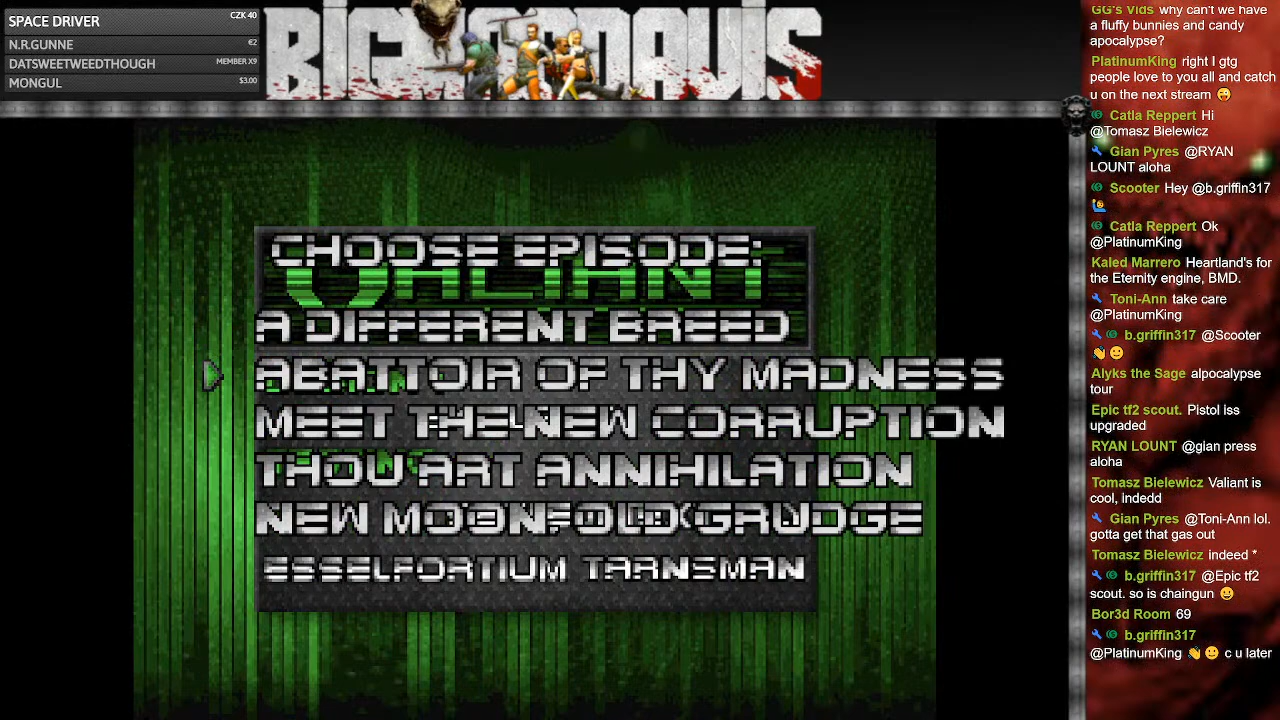 SPACE DRIVER CZK 40
N.R.GUNNE €2
DATSWEETWEEDTHOUGH MEMBER X9
MONGUL $3.00
BIGMACDAVIS
CHOOSE EPISODE:
VALIANT
A DIFFERENT BREED
ABATTOIR OF THY MADNESS
MEET THE NEW CORRUPTION
THOU ART ANNIHILATION
NEW MOONFOLD GRUDGE
ESSELFORTIUM TARNSMAN
GG's Vids why can't we have
a fluffy bunnies and candy
apocalypse?
PlatinumKing right I gtg
people love to you all and catch
u on the next stream 😜
Catla Reppert Hi
@Tomasz Bielewicz
Gian Pyres @RYAN
LOUNT aloha
Scooter Hey @b.griffin317
🙋
Catla Reppert Ok
@PlatinumKing
Kaled Marrero Heartland's for
the Eternity engine, BMD.
Toni-Ann take care
@PlatinumKing
b.griffin317 @Scooter
👋🙂
Alyks the Sage alpocalypse
tour
Epic tf2 scout. PIstol iss
upgraded
RYAN LOUNT @gian press
aloha
Tomasz Bielewicz Valiant is
cool, indedd
Gian Pyres @Toni-Ann lol.
gotta get that gas out
Tomasz Bielewicz indeed *
b.griffin317 @Epic tf2
scout. so is chaingun 🙂
Bor3d Room 69
b.griffin317
@PlatinumKing 👋🙂 c u later